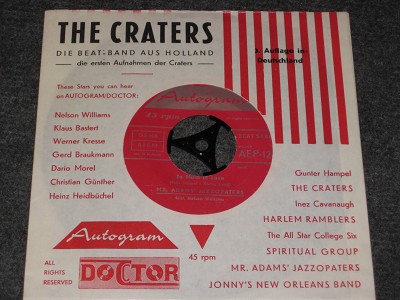 THE CRATERS
DIE BEAT-BAND AUS HOLLAND
die ersten Aufnahmen der Craters
Auflage in
Deutschland
These Stars you can hear
on AUTOGRAM/DOCTOR:
Nelson Williams
Klaus Bastert
Werner Kresse
Gerd Braukmann
Dario Morel
Christian Günther
Heinz Heidbüchel
Autogram
45 rpm
MR. ADAMS' JAZZOPATERS
Gunter Hampel
THE CRATERS
Inez Cavanaugh
HARLEM RAMBLERS
The All Star College Six
SPIRITUAL GROUP
MR. ADAMS' JAZZOPATERS
JONNY'S NEW ORLEANS BAND
Autogram
45 rpm
ALL
RIGHTS
RESERVED
DOCTOR